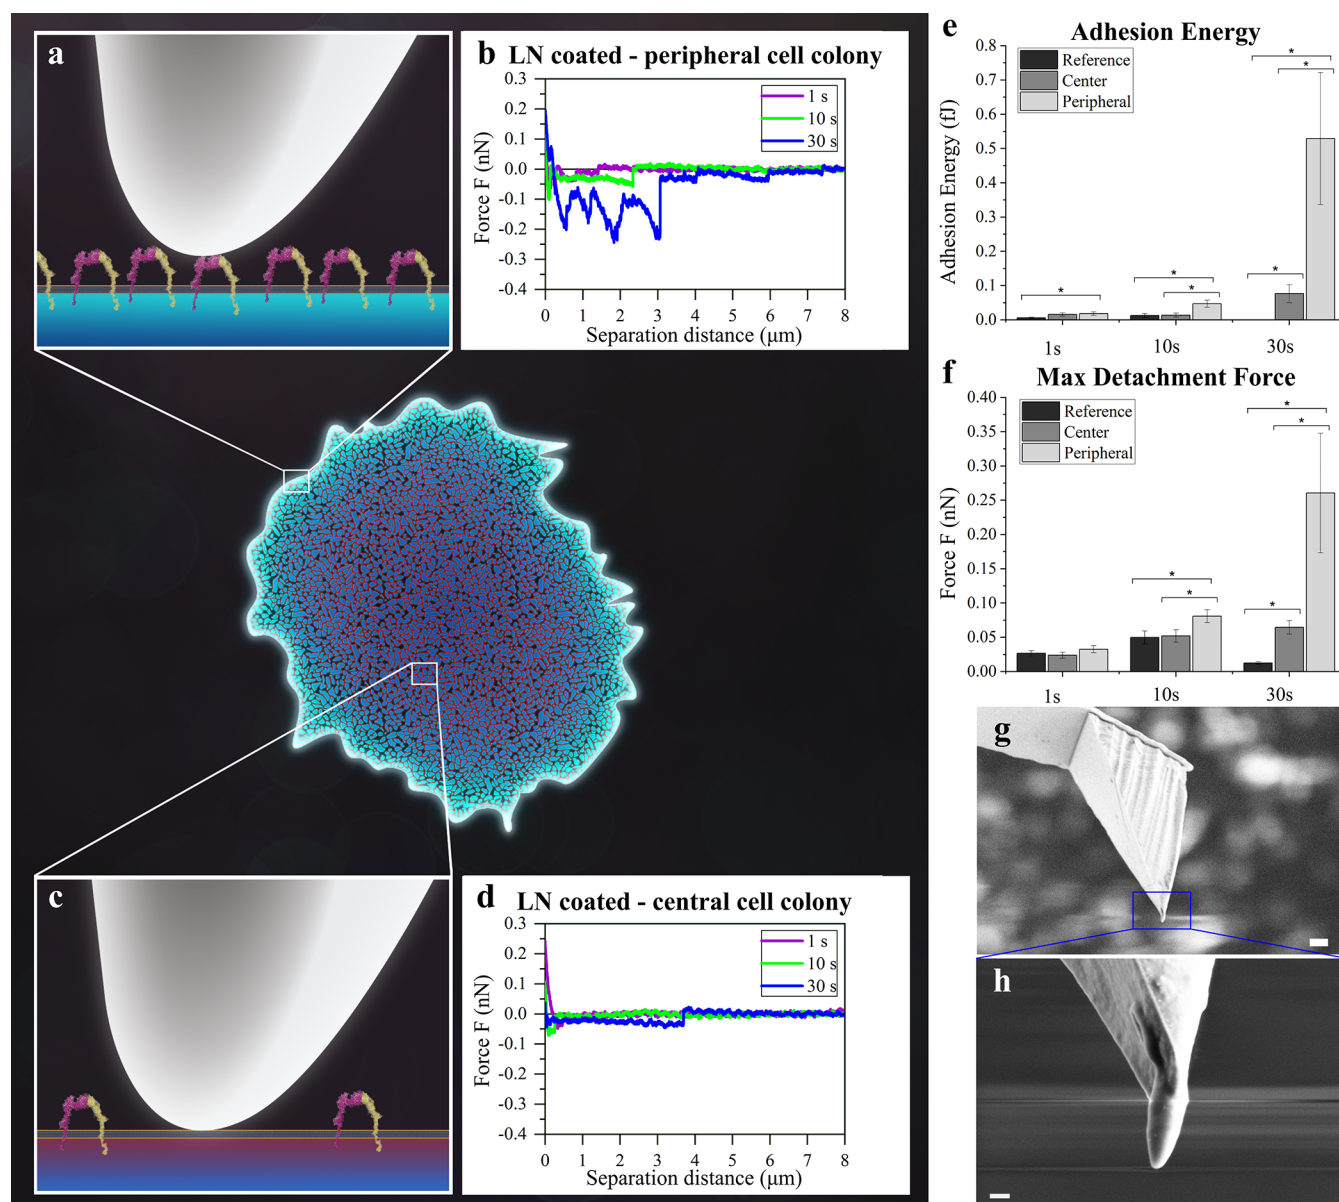 a
b LN coated - peripheral cell colony
0.3
0.2
0.1
0.0
-0.1
-0.2
-0.3
-0.4
Force F (nN)
1 s
10 s
30 s
0 1 2 3 4 5 6 7 8
Separation distance (μm)
c
d LN coated - central cell colony
0.3
0.2
0.1
0.0
-0.1
-0.2
-0.3
-0.4
Force F (nN)
1 s
10 s
30 s
0 1 2 3 4 5 6 7 8
Separation distance (μm)
e Adhesion Energy
0.8
0.7
0.6
0.5
0.4
0.3
0.2
0.1
0.0
Adhesion Energy (fJ)
Reference
Center
Peripheral
* * * * * *
1s 10s 30s
f Max Detachment Force
0.40
0.35
0.30
0.25
0.20
0.15
0.10
0.05
0.00
Force F (nN)
Reference
Center
Peripheral
* * * * *
1s 10s 30s
g
h